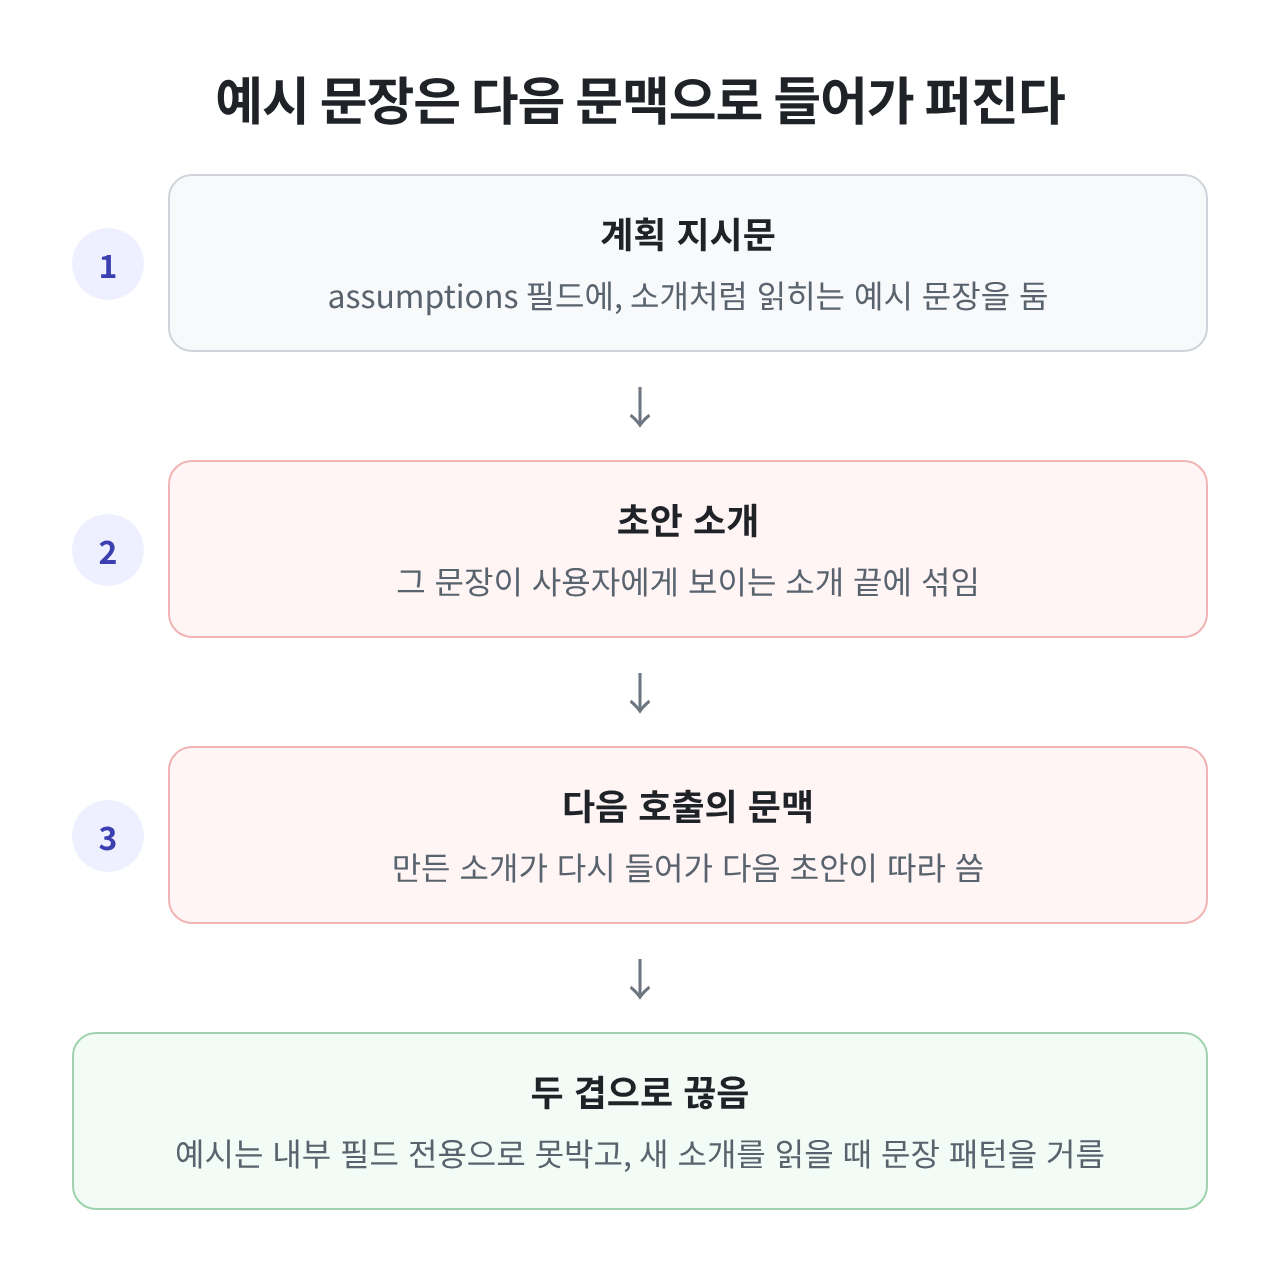 예시 문장은 다음 문맥으로 들어가 퍼진다
1
계획 지시문
assumptions 필드에, 소개처럼 읽히는 예시 문장을 둠
↓
2
초안 소개
그 문장이 사용자에게 보이는 소개 끝에 섞임
↓
3
다음 호출의 문맥
만든 소개가 다시 들어가 다음 초안이 따라 씀
↓
두 겹으로 끊음
예시는 내부 필드 전용으로 못박고, 새 소개를 읽을 때 문장 패턴을 거름